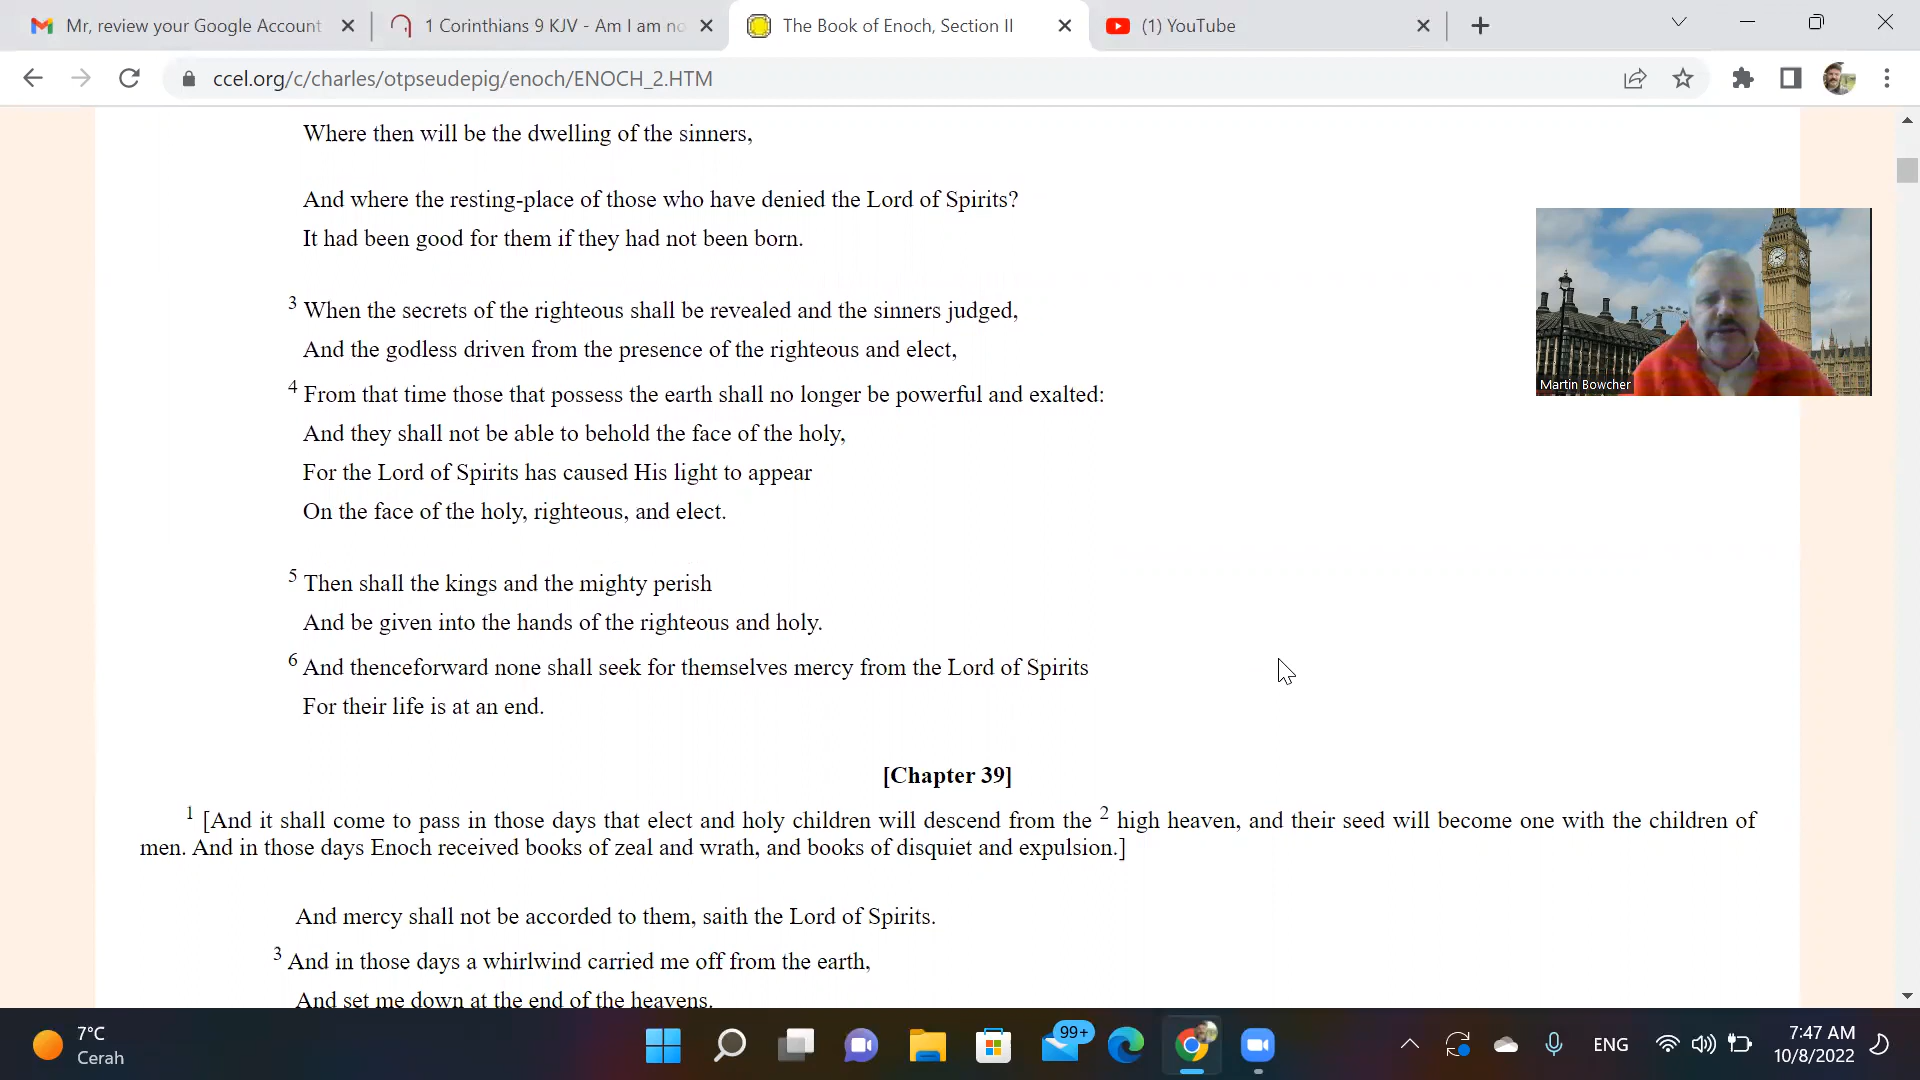 Mr, review your Google Account
1 Corinthians 9 KJV - Am I am no
The Book of Enoch, Section II
(1) YouTube
ccel.org/c/charles/otpseudepig/enoch/ENOCH_2.HTM
Where then will be the dwelling of the sinners,
And where the resting-place of those who have denied the Lord of Spirits?
It had been good for them if they had not been born.
3 When the secrets of the righteous shall be revealed and the sinners judged,
And the godless driven from the presence of the righteous and elect,
4 From that time those that possess the earth shall no longer be powerful and exalted:
And they shall not be able to behold the face of the holy,
For the Lord of Spirits has caused His light to appear
On the face of the holy, righteous, and elect.
5 Then shall the kings and the mighty perish
And be given into the hands of the righteous and holy.
6 And thenceforward none shall seek for themselves mercy from the Lord of Spirits
For their life is at an end.
[Chapter 39]
1 [And it shall come to pass in those days that elect and holy children will descend from the 2 high heaven, and their seed will become one with the children of
men. And in those days Enoch received books of zeal and wrath, and books of disquiet and expulsion.]
And mercy shall not be accorded to them, saith the Lord of Spirits.
3 And in those days a whirlwind carried me off from the earth,
And set me down at the end of the heavens.
Martin Bowcher
7°C
Cerah
99+
ENG
7:47 AM
10/8/2022